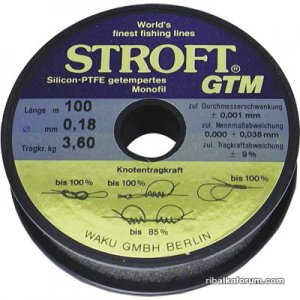 World's
finest fishing lines
STROFT®
GTM
Silicon-PTFE getempertes
Monofil
Länge m 100
Ø mm 0,18
Tragkr. kg 3,60
zul. Durchmesserschwankung
± 0,001 mm
zul. Nennmaßabweichung
0,000 + 0,038 mm
zul. Tragkraftabweichung
± 9%
Knotentragkraft
bis 100%
bis 100%
bis 100%
bis 85%
WAKU GMBH BERLIN
ribalkaforum.com